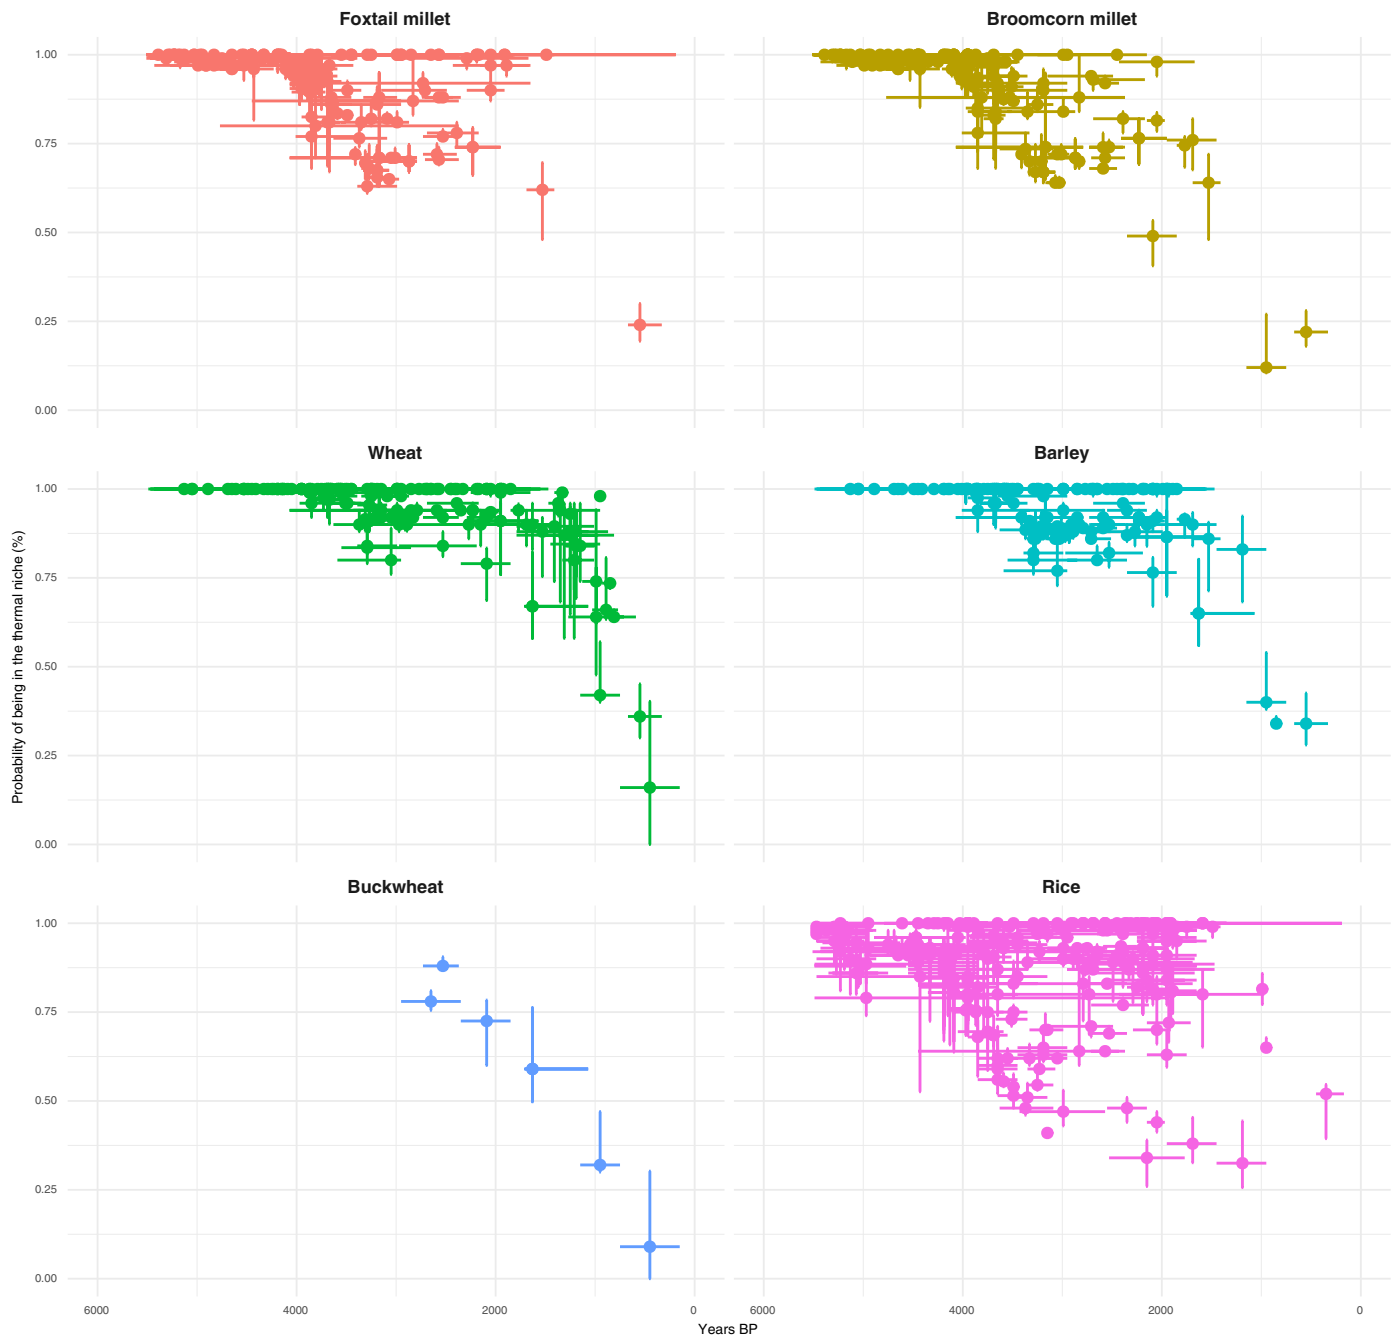 Foxtail millet
Broomcorn millet
1.00
0.75
0.50
0.25
0.00
Wheat
Barley
1.00
0.75
0.50
0.25
0.00
Probability of being in the thermal niche (%)
Buckwheat
Rice
1.00
0.75
0.50
0.25
0.00
6000 4000 2000 0 6000 4000 2000 0
Years BP